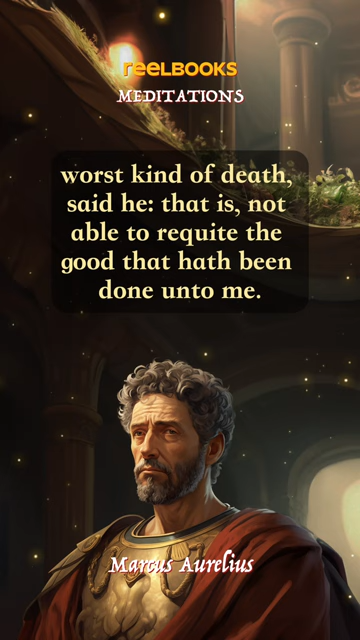 reelbooks
MEDITATIONS
worst kind of death,
said he: that is, not
able to requite the
good that hath been
done unto me.
Marcus Aurelius